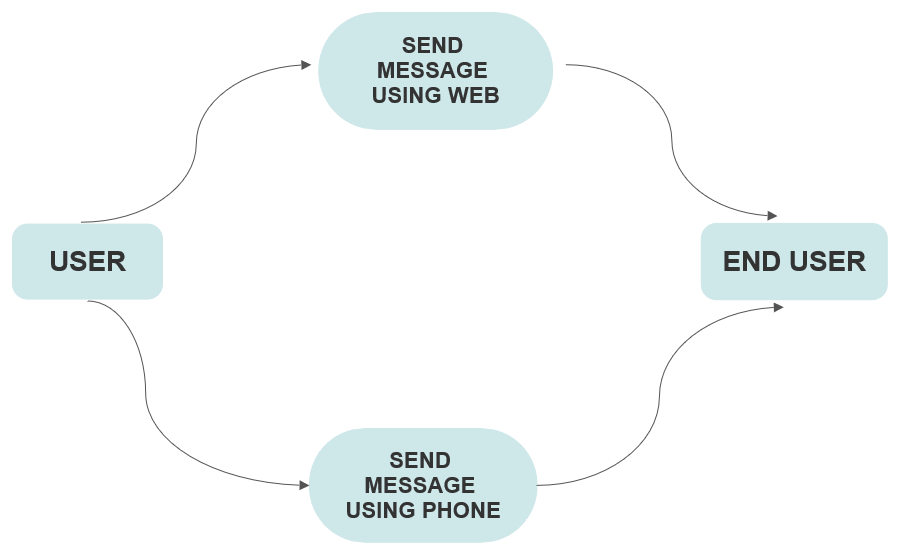 SEND
MESSAGE
USING WEB
USER
END USER
SEND
MESSAGE
USING PHONE